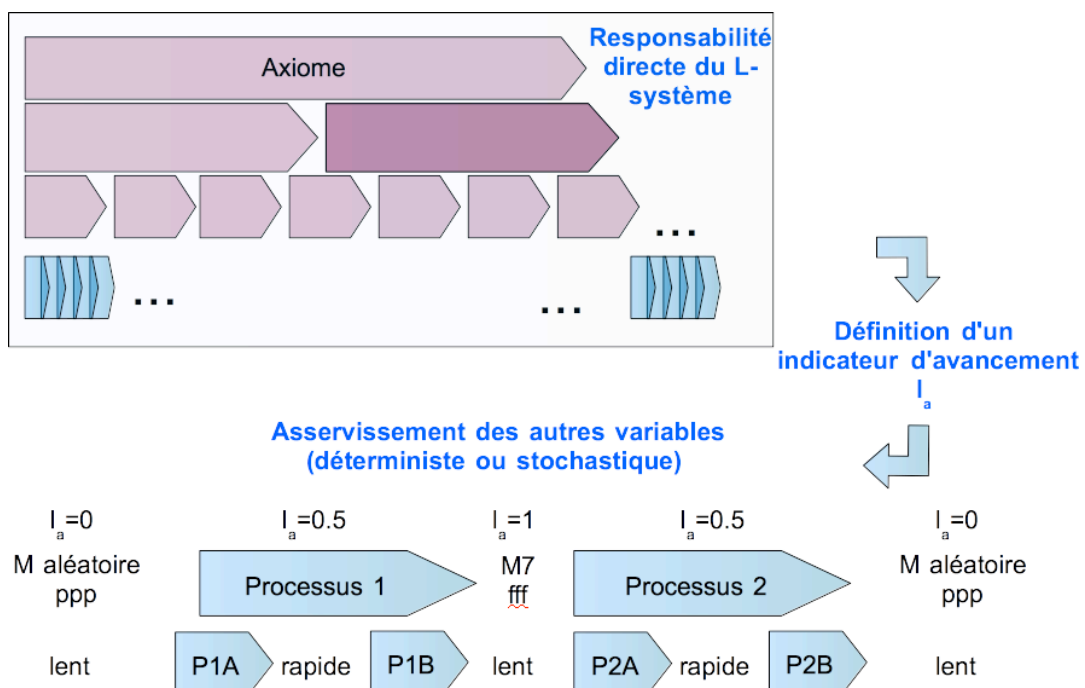 Axiome
Responsabilité
directe du L-
système
...
...
...
Définition d'un
indicateur d'avancement
Ia
Asservissement des autres variables
(déterministe ou stochastique)
Ia=0 Ia=0.5 Ia=1 Ia=0.5 Ia=0
M aléatoire
ppp
Processus 1
M7
fff
Processus 2
M aléatoire
ppp
lent P1A rapide P1B lent P2A rapide P2B lent